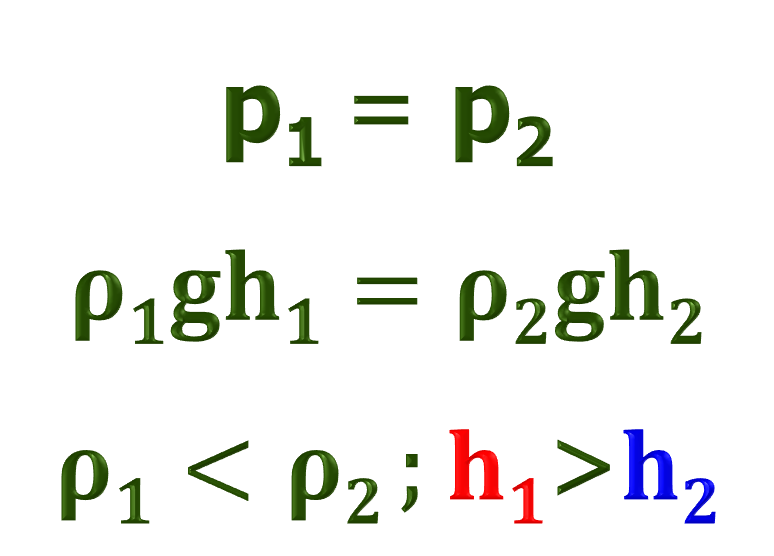 p₁ = p₂
ρ₁gh₁ = ρ₂gh₂
ρ₁ < ρ₂ ; h₁>h₂